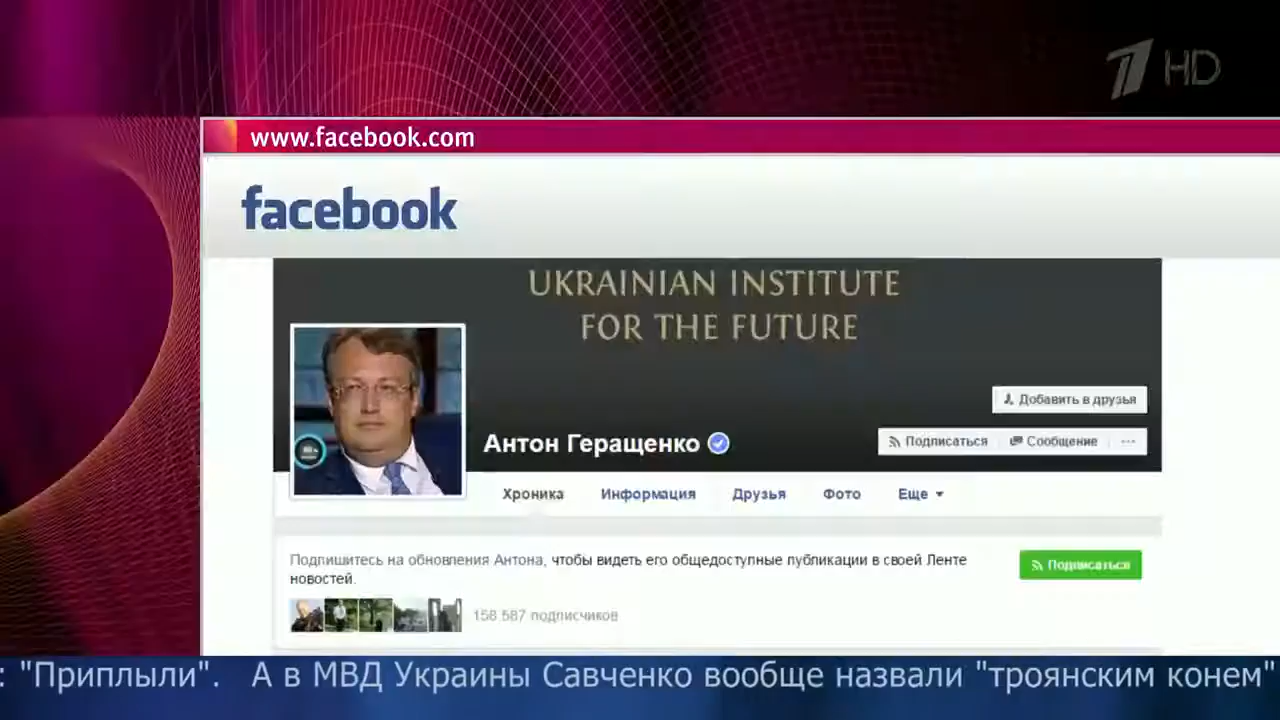 HD
www.facebook.com
facebook
UKRAINIAN INSTITUTE
FOR THE FUTURE
Добавить в друзья
Антон Геращенко
Подписаться
Сообщение
...
Хроника
Информация
Друзья
Фото
Еще
Подпишитесь на обновления Антона, чтобы видеть его общедоступные публикации в своей Ленте
новостей.
Подписаться
158 587 подписчиков
: "Приплыли". А в МВД Украины Савченко вообще назвали "троянским конем"